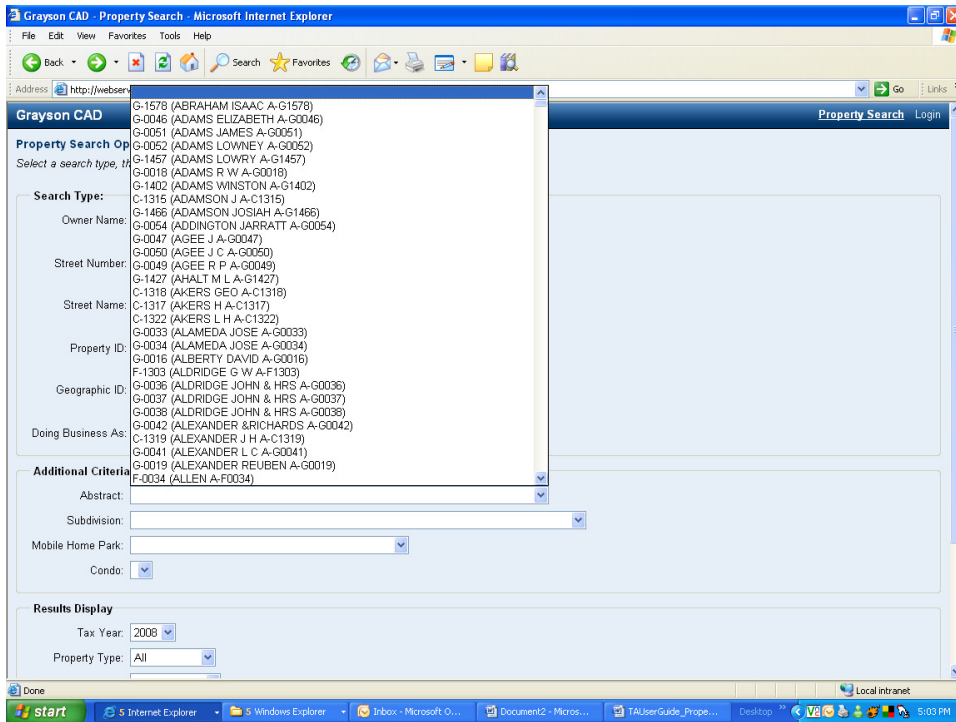 Grayson CAD - Property Search - Microsoft Internet Explorer
File Edit View Favorites Tools Help
Back Search Favorites
Address http://webserv Go Links
Grayson CAD Property Search Login
Property Search Op
Select a search type, th
G-1578 (ABRAHAM ISAAC A-G1578)
G-0046 (ADAMS ELIZABETH A-G0046)
G-0051 (ADAMS JAMES A-G0051)
G-0052 (ADAMS LOWNEY A-G0052)
G-1457 (ADAMS LOWRY A-G1457)
G-0018 (ADAMS R W A-G0018)
G-1402 (ADAMS WINSTON A-G1402)
C-1315 (ADAMSON J A-C1315)
G-1466 (ADAMSON JOSIAH A-G1466)
G-0054 (ADDINGTON JARRATT A-G0054)
G-0047 (AGEE J A-G0047)
G-0050 (AGEE J C A-G0050)
G-0049 (AGEE R P A-G0049)
G-1427 (AHALT M L A-G1427)
C-1318 (AKERS GEO A-C1318)
C-1317 (AKERS H A-C1317)
C-1322 (AKERS L H A-C1322)
G-0033 (ALAMEDA JOSE A-G0033)
G-0034 (ALAMEDA JOSE A-G0034)
G-0016 (ALBERTY DAVID A-G0016)
F-1303 (ALDRIDGE G W A-F1303)
G-0036 (ALDRIDGE JOHN & HRS A-G0036)
G-0037 (ALDRIDGE JOHN & HRS A-G0037)
G-0038 (ALDRIDGE JOHN & HRS A-G0038)
G-0042 (ALEXANDER &RICHARDS A-G0042)
C-1319 (ALEXANDER J H A-C1319)
G-0041 (ALEXANDER L C A-G0041)
G-0019 (ALEXANDER REUBEN A-G0019)
F-0034 (ALLEN A-F0034)
Search Type:
Owner Name:
Street Number:
Street Name:
Property ID:
Geographic ID:
Doing Business As:
Additional Criteria
Abstract:
Subdivision:
Mobile Home Park:
Condo:
Results Display
Tax Year: 2008
Property Type: All
Done Local intranet
start 5 Internet Explorer 5 Windows Explorer Inbox - Microsoft O... Document2 - Micros... TAUserGuide_Prope... Desktop 5:03 PM